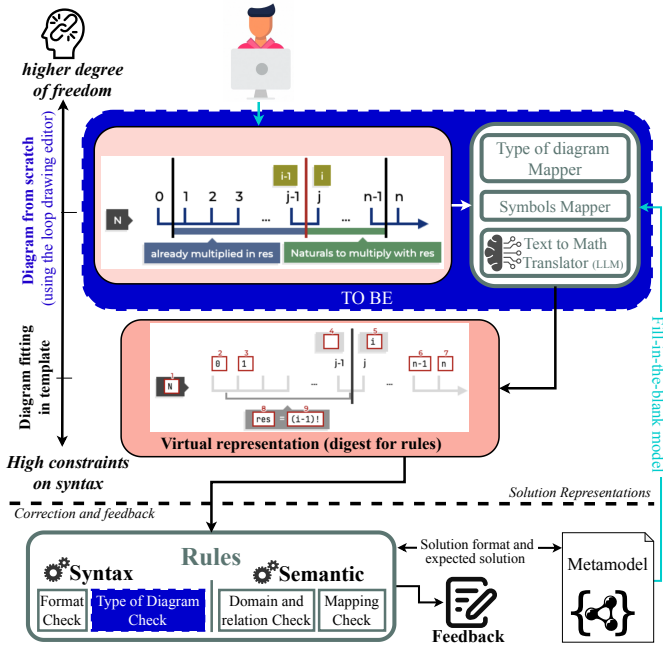 higher degree
of freedom
Diagram from scratch
(using the loop drawing editor)
i-1
i
0
1
2
3
...
j-1
j
...
n-1
n
N
already multiplied in res
Naturals to multiply with res
TO BE
Type of diagram
Mapper
Symbols Mapper
Text to Math
Translator (LLM)
Fill-in-the-blank model
Diagram fitting
in template
4
5
i
2
3
0
1
j-1
j
6
7
n-1
n
1
N
...
...
8
9
res = (i-1)!
Virtual representation (digest for rules)
High constraints
on syntax
Solution Representations
Correction and feedback
Rules
Syntax
Semantic
Format
Check
Type of Diagram
Check
Domain and
relation Check
Mapping
Check
Solution format and
expected solution
Feedback
Metamodel